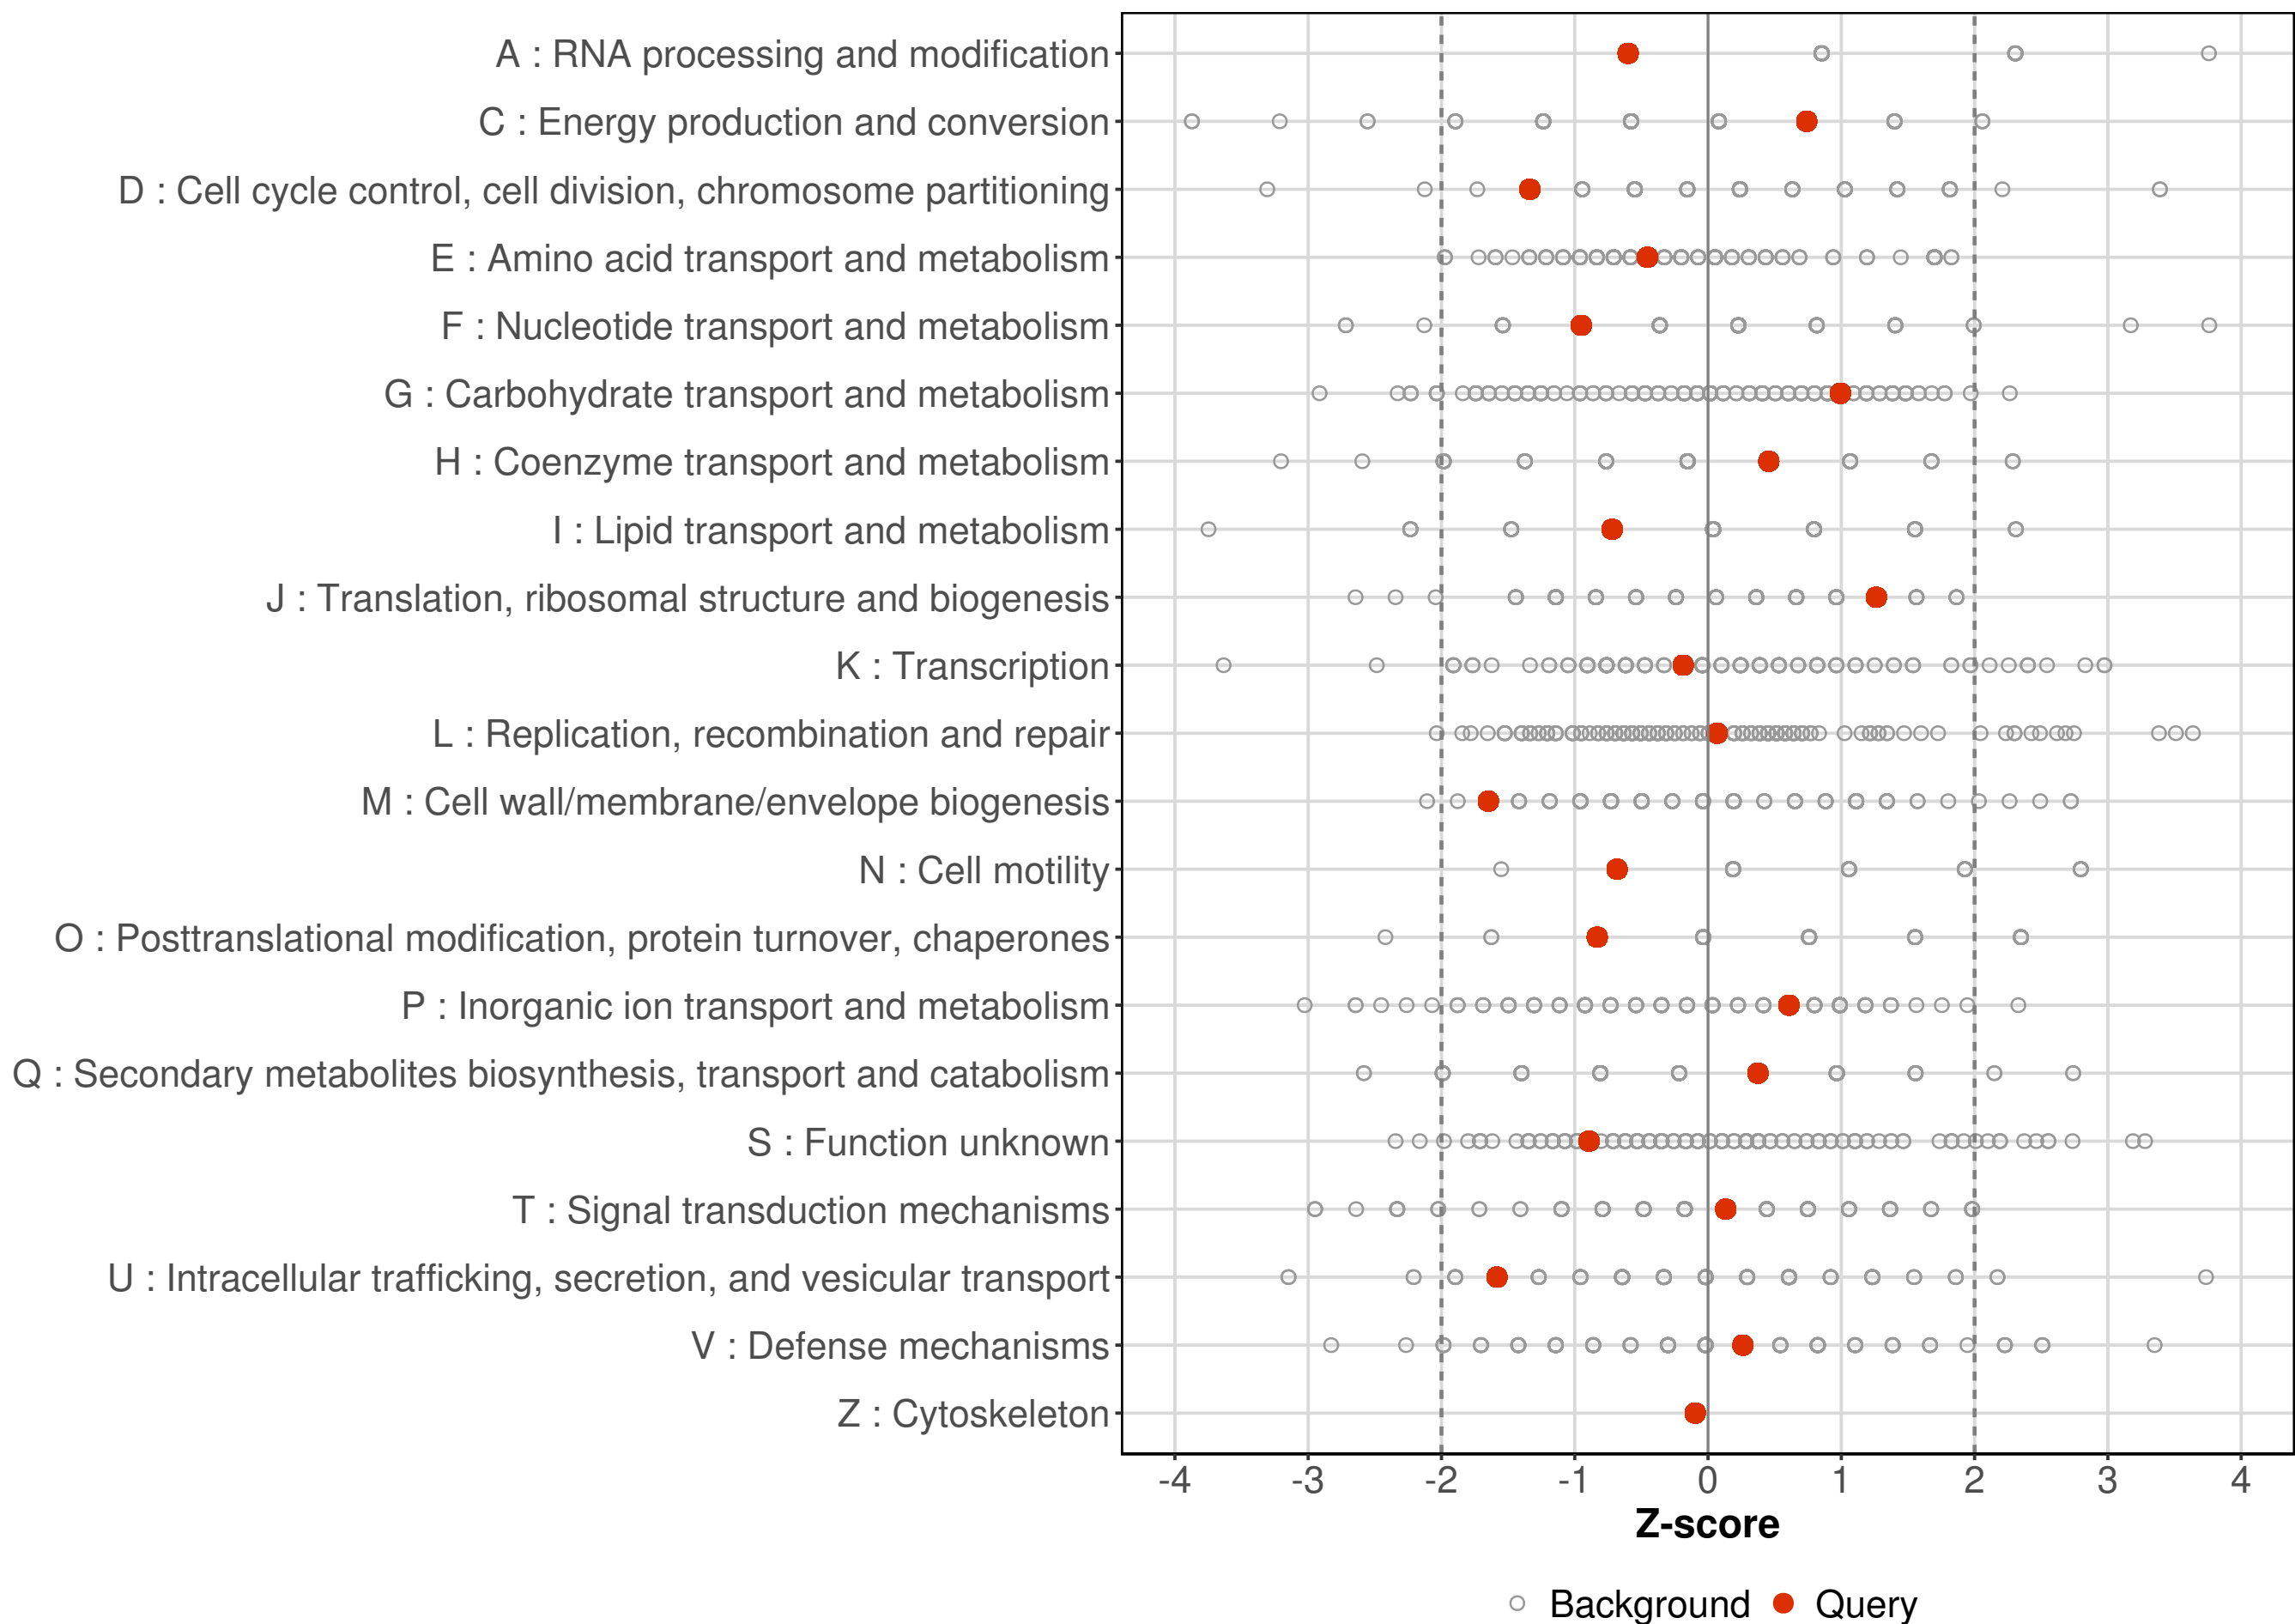 A : RNA processing and modification
C : Energy production and conversion
D : Cell cycle control, cell division, chromosome partitioning
E : Amino acid transport and metabolism
F : Nucleotide transport and metabolism
G : Carbohydrate transport and metabolism
H : Coenzyme transport and metabolism
I : Lipid transport and metabolism
J : Translation, ribosomal structure and biogenesis
K : Transcription
L : Replication, recombination and repair
M : Cell wall/membrane/envelope biogenesis
N : Cell motility
O : Posttranslational modification, protein turnover, chaperones
P : Inorganic ion transport and metabolism
Q : Secondary metabolites biosynthesis, transport and catabolism
S : Function unknown
T : Signal transduction mechanisms
U : Intracellular trafficking, secretion, and vesicular transport
V : Defense mechanisms
Z : Cytoskeleton
-4 -3 -2 -1 0 1 2 3 4
Z-score
Background Query